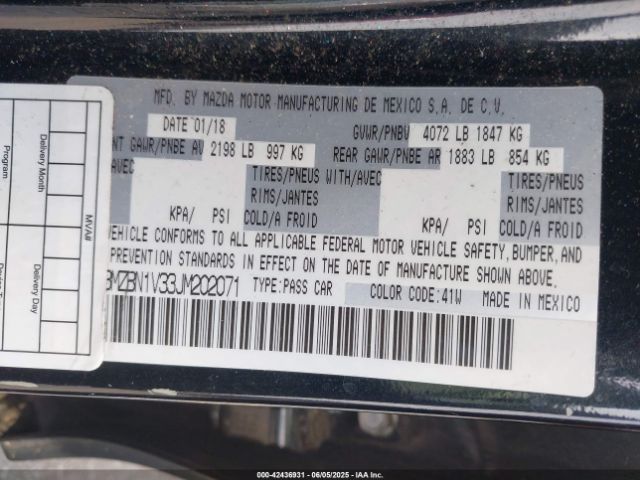 MFD. BY MAZDA MOTOR MANUFACTURING DE MEXICO S.A. DE C.V.
DATE 01/18 GVWR/PNBV 4072 LB 1847 KG
NT GAWR/PNBE AV 2198 LB 997 KG REAR GAWR/PNBE AR 1883 LB 854 KG
/AVEC TIRES/PNEUS WITH/AVEC TIRES/PNEUS
RIMS/JANTES RIMS/JANTES
KPA/ PSI COLD/A FROID KPA/ PSI COLD/A FROID
VEHICLE CONFORMS TO ALL APPLICABLE FEDERAL MOTOR VEHICLE SAFETY, BUMPER, AND
PREVENTION STANDARDS IN EFFECT ON THE DATE OF MANUFACTURE SHOWN ABOVE.
MZBN1V33JM202071 TYPE:PASS CAR COLOR CODE:41W MADE IN MEXICO
Program
Delivery Month
Delivery Day
MVA#
000-42436931 - 06/05/2025 - IAA Inc.